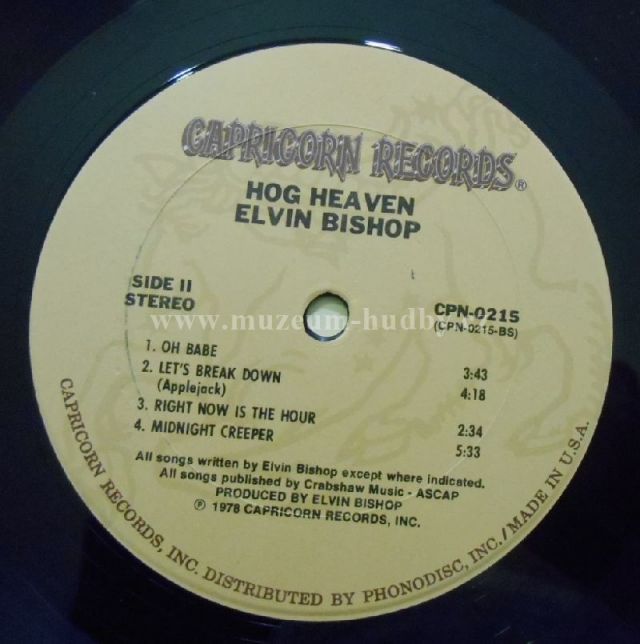 CAPRICORN RECORDS®
HOG HEAVEN
ELVIN BISHOP
SIDE II
STEREO
CPN-0215
(CPN-0215-BS)
www.muzeum-hudby
1. OH BABE 3:43
2. LET'S BREAK DOWN 4:18
(Applejack)
3. RIGHT NOW IS THE HOUR 2:34
4. MIDNIGHT CREEPER 5:33
All songs written by Elvin Bishop except where indicated.
All songs published by Crabshaw Music - ASCAP
PRODUCED BY ELVIN BISHOP
℗ 1978 CAPRICORN RECORDS, INC.
CAPRICORN RECORDS, INC. DISTRIBUTED BY PHONODISC, INC./MADE IN U.S.A.